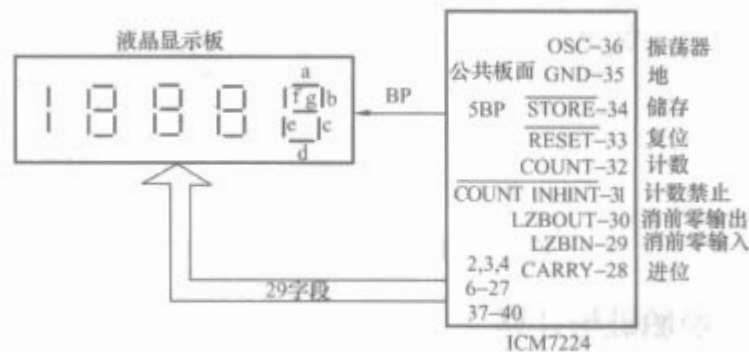 液晶显示板
a
f g b
e c
d
BP
OSC-36 振荡器
公共板面 GND-35 地
5BP STORE-34 储存
RESET-33 复位
COUNT-32 计数
COUNT INHINT-31 计数禁止
LZBOUT-30 消前零输出
LZBIN-29 消前零输入
2,3,4 CARRY-28 进位
6-27
37-40
29字段
ICM7224